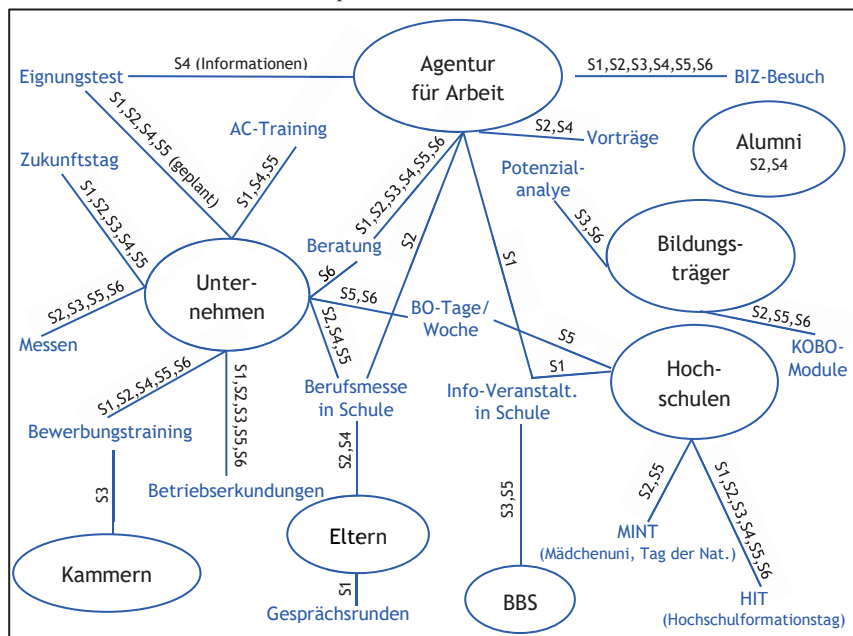 S4 (Informationen)
Eignungstest
Agentur
für Arbeit
S1,S2,S3,S4,S5,S6
BIZ-Besuch
S1,S2,S4,S5 (geplant)
AC-Training
S1,S4,S5
S2,S4
Vorträge
Alumni
S2,S4
Zukunftstag
S1,S2,S3,S4,S5
S1,S2,S3,S4,S5,S6
S2
Potenzial-
analye
S3,S6
Bildungs-
träger
Beratung
S6
S1
Unter-
nehmen
S5,S6
BO-Tage/
Woche
S2,S3,S5,S6
Messen
S2,S4,S5
S5
S2,S5,S6
KOBO-
Module
Hoch-
schulen
S1
Berufsmesse
in Schule
Info-Veranstalt.
in Schule
S1,S2,S4,S5,S6
Bewerbungstraining
S1,S2,S3,S5,S6
Betriebserkundungen
S3
S2,S4
S3,S5
S2,S5
S1,S2,S3,S4,S5,S6
MINT
(Mädchenuni, Tag der Nat.)
Eltern
Kammern
S1
Gesprächsrunden
BBS
HIT
(Hochschulformationstag)